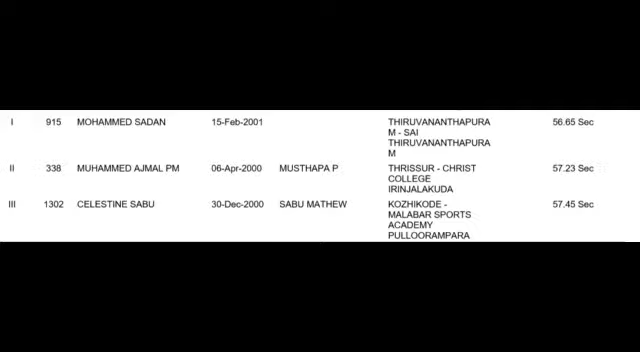 I 915 MOHAMMED SADAN 15-Feb-2001 THIRUVANANTHAPURA 56.65 Sec
M - SAI
THIRUVANANTHAPURA
M
II 338 MUHAMMED AJMAL PM 06-Apr-2000 MUSTHAPA P THRISSUR - CHRIST 57.23 Sec
COLLEGE
IRINJALAKUDA
III 1302 CELESTINE SABU 30-Dec-2000 SABU MATHEW KOZHIKODE - 57.45 Sec
MALABAR SPORTS
ACADEMY
PULLOORAMPARA